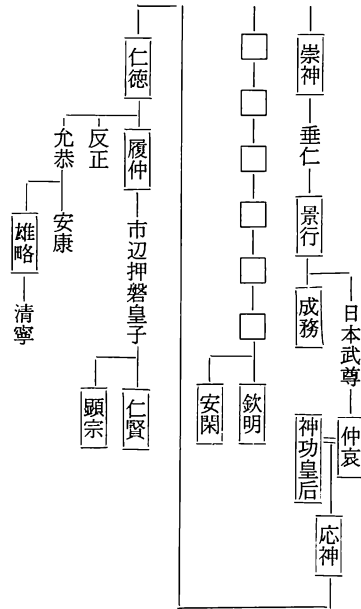 崇神
垂仁
景行
成務
日本武尊
仲哀
神功皇后
応神
欽明
安閑
仁徳
履仲
反正
允恭
市辺押磐皇子
安康
雄略
仁賢
顕宗
清寧